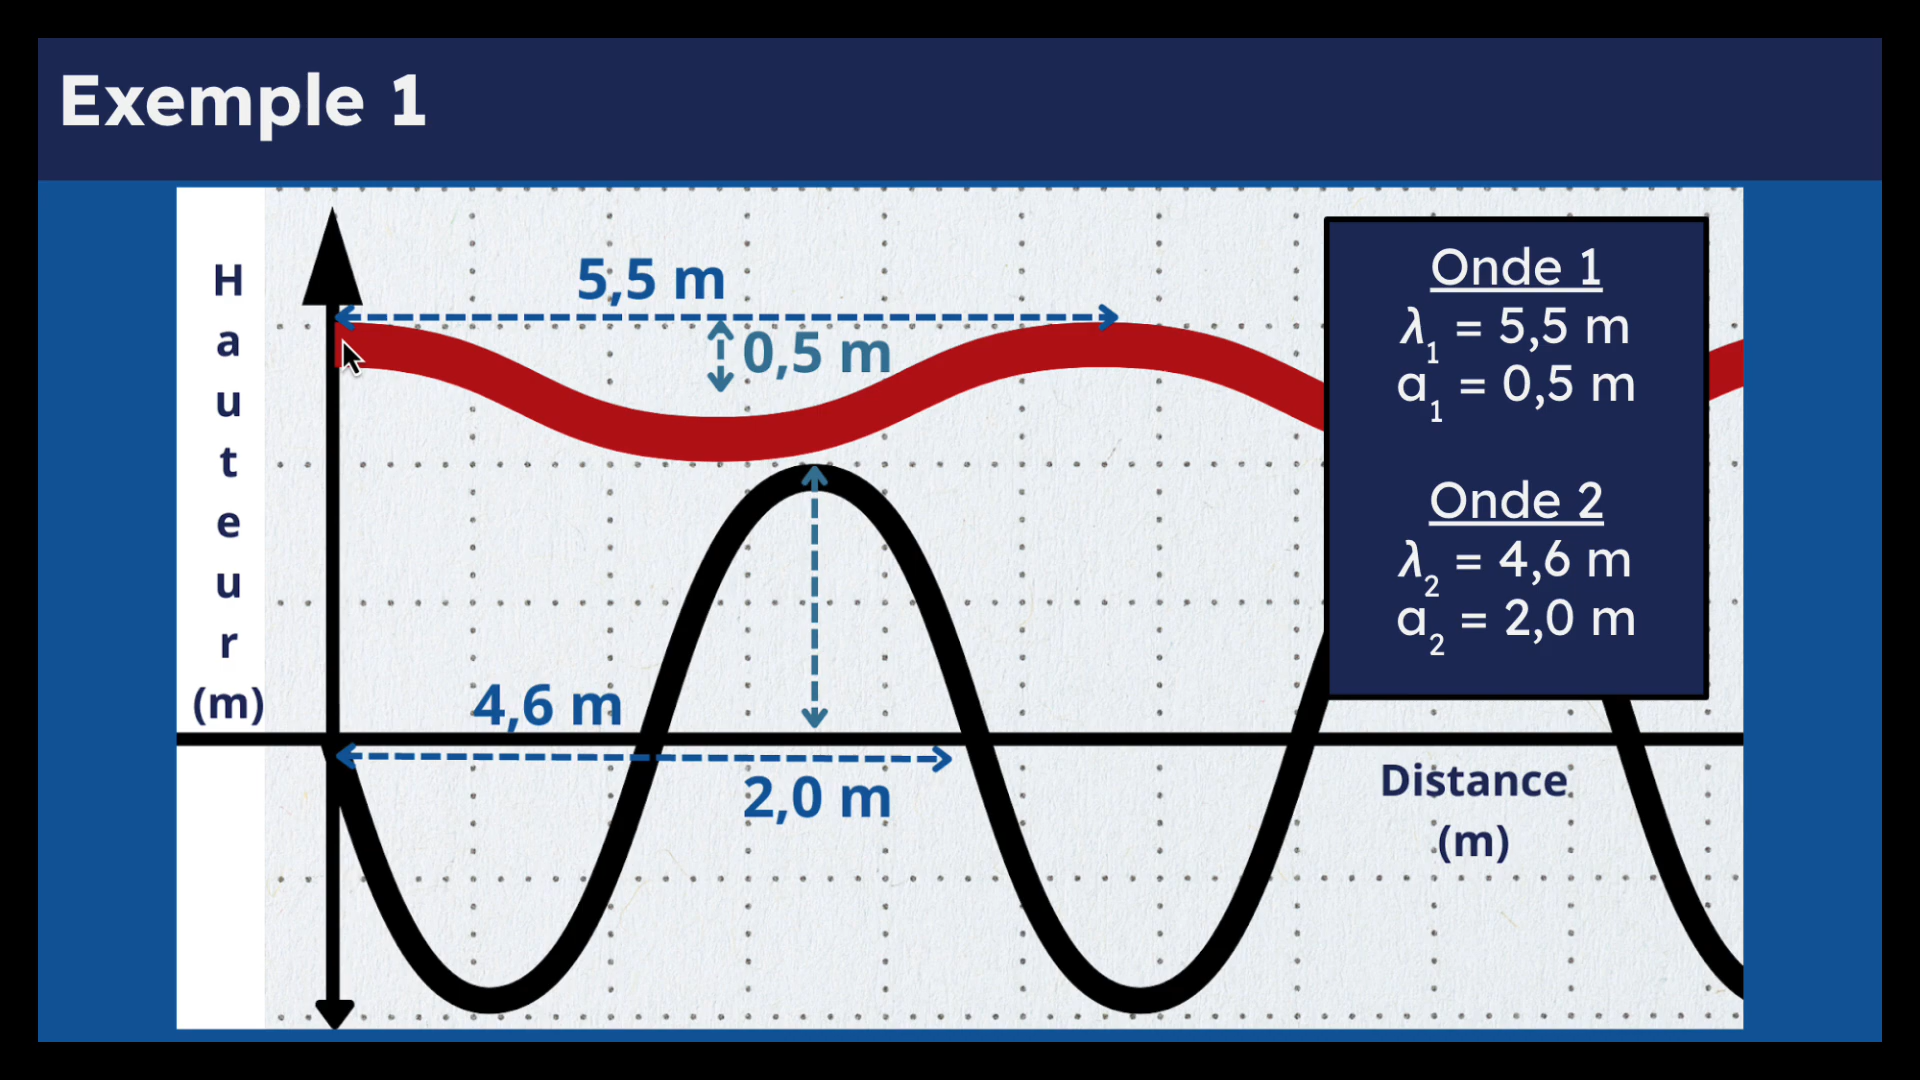 Exemple 1
H
a
u
t
e
u
r
(m)
5,5 m
0,5 m
4,6 m
2,0 m
Distance
(m)
Onde 1
λ₁ = 5,5 m
a₁ = 0,5 m
Onde 2
λ₂ = 4,6 m
a₂ = 2,0 m